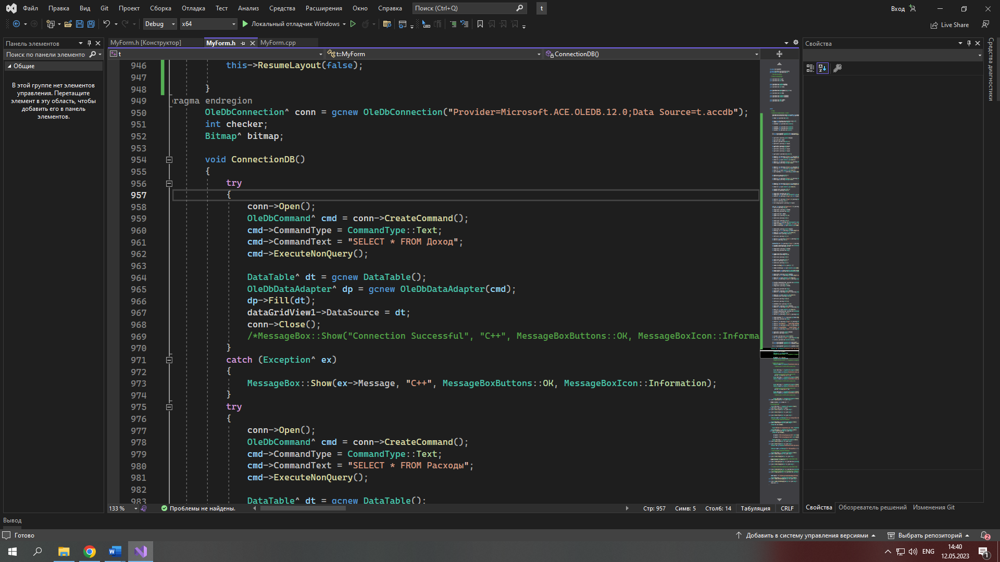 Файл Правка Вид Git Проект Сборка Отладка Тест Анализ Средства Расширения Окно Справка Поиск (Ctrl+Q) t Вход
Debug x64 Локальный отладчик Windows Live Share
Панель элементов
Поиск по панели элементо
Общие
В этой группе нет элементов
управления. Перетащите
элемент в эту область, чтобы
добавить его в панель
элементов.
MyForm.h [Конструктор] MyForm.h MyForm.cpp
t t::MyForm ConnectionDB()
946 this->ResumeLayout(false);
947
948 }
949 ragma endregion
950 OleDbConnection^ conn = gcnew OleDbConnection("Provider=Microsoft.ACE.OLEDB.12.0;Data Source=t.accdb");
951 int checker;
952 Bitmap^ bitmap;
953
954 void ConnectionDB()
955 {
956 try
957 {
958 conn->Open();
959 OleDbCommand^ cmd = conn->CreateCommand();
960 cmd->CommandType = CommandType::Text;
961 cmd->CommandText = "SELECT * FROM Доход";
962 cmd->ExecuteNonQuery();
963
964 DataTable^ dt = gcnew DataTable();
965 OleDbDataAdapter^ dp = gcnew OleDbDataAdapter(cmd);
966 dp->Fill(dt);
967 dataGridView1->DataSource = dt;
968 conn->Close();
969 /*MessageBox::Show("Connection Successful", "C++", MessageBoxButtons::OK, MessageBoxIcon::Informa
970 }
971 catch (Exception^ ex)
972 {
973 MessageBox::Show(ex->Message, "C++", MessageBoxButtons::OK, MessageBoxIcon::Information);
974 }
975 try
976 {
977 conn->Open();
978 OleDbCommand^ cmd = conn->CreateCommand();
979 cmd->CommandType = CommandType::Text;
980 cmd->CommandText = "SELECT * FROM Расходы";
981 cmd->ExecuteNonQuery();
982
983 DataTable^ dt = gcnew DataTable();
133 % Проблемы не найдены. Стр: 957 Симв: 5 Столб: 14 Табуляция CRLF
Свойства
Свойства Обозреватель решений Изменения Git
Средства диагностики
Вывод
Готово Добавить в систему управления версиями Выбрать репозиторий 2
ENG 14:40
12.05.2023 1